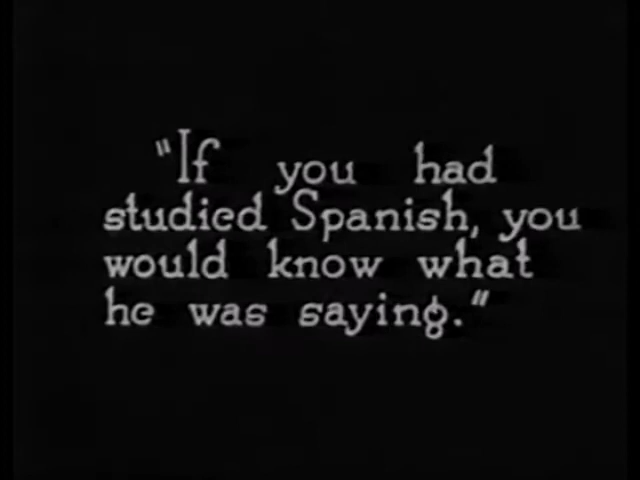 "If you had
studied Spanish, you
would know what
he was saying."